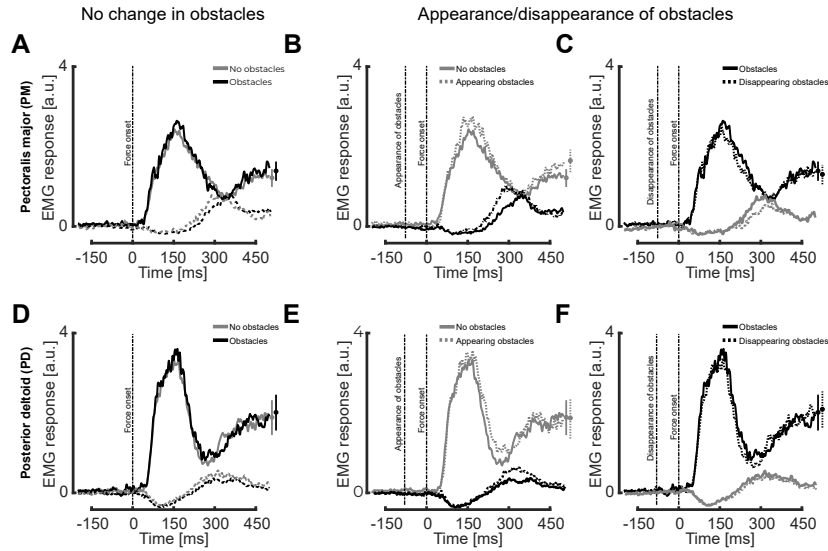 No change in obstacles
Appearance/disappearance of obstacles
A
Pectoralis major (PM)
EMG response [a.u.]
4
0
No obstacles
Obstacles
Force onset
-150 0 150 300 450
Time [ms]
B
EMG response [a.u.]
4
0
No obstacles
Appearing obstacles
Appearance of obstacles
Force onset
-150 0 150 300 450
Time [ms]
C
EMG response [a.u.]
4
0
Obstacles
Disappearing obstacles
Disappearance of obstacles
Force onset
-150 0 150 300 450
Time [ms]
D
Posterior deltoid (PD)
EMG response [a.u.]
4
0
No obstacles
Obstacles
Force onset
-150 0 150 300 450
Time [ms]
E
EMG response [a.u.]
4
0
No obstacles
Appearing obstacles
Appearance of obstacles
Force onset
-150 0 150 300 450
Time [ms]
F
EMG response [a.u.]
4
0
Obstacles
Disappearing obstacles
Disappearance of obstacles
Force onset
-150 0 150 300 450
Time [ms]